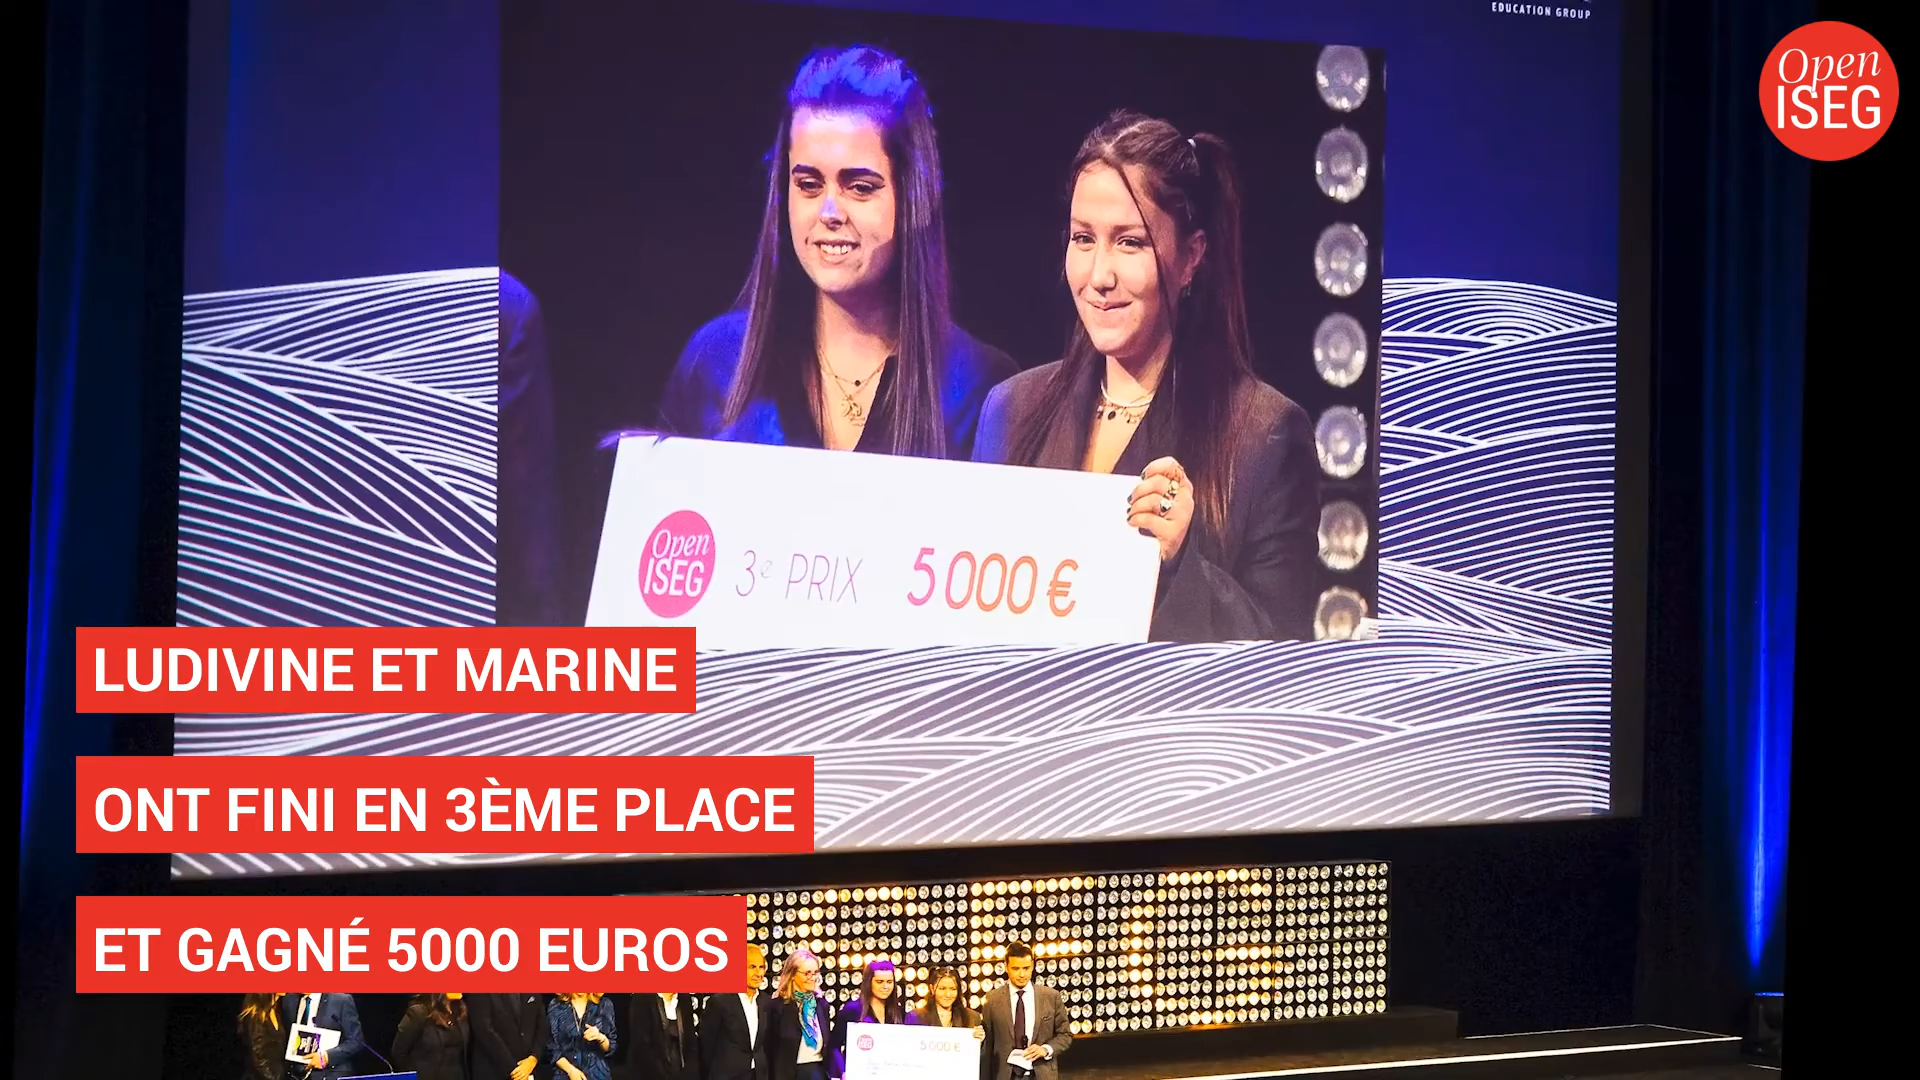 EDUCATION GROUP
Open
ISEG
Open
ISEG
3e PRIX 5 000 €
LUDIVINE ET MARINE
ONT FINI EN 3ÈME PLACE
ET GAGNÉ 5000 EUROS
5 000 €